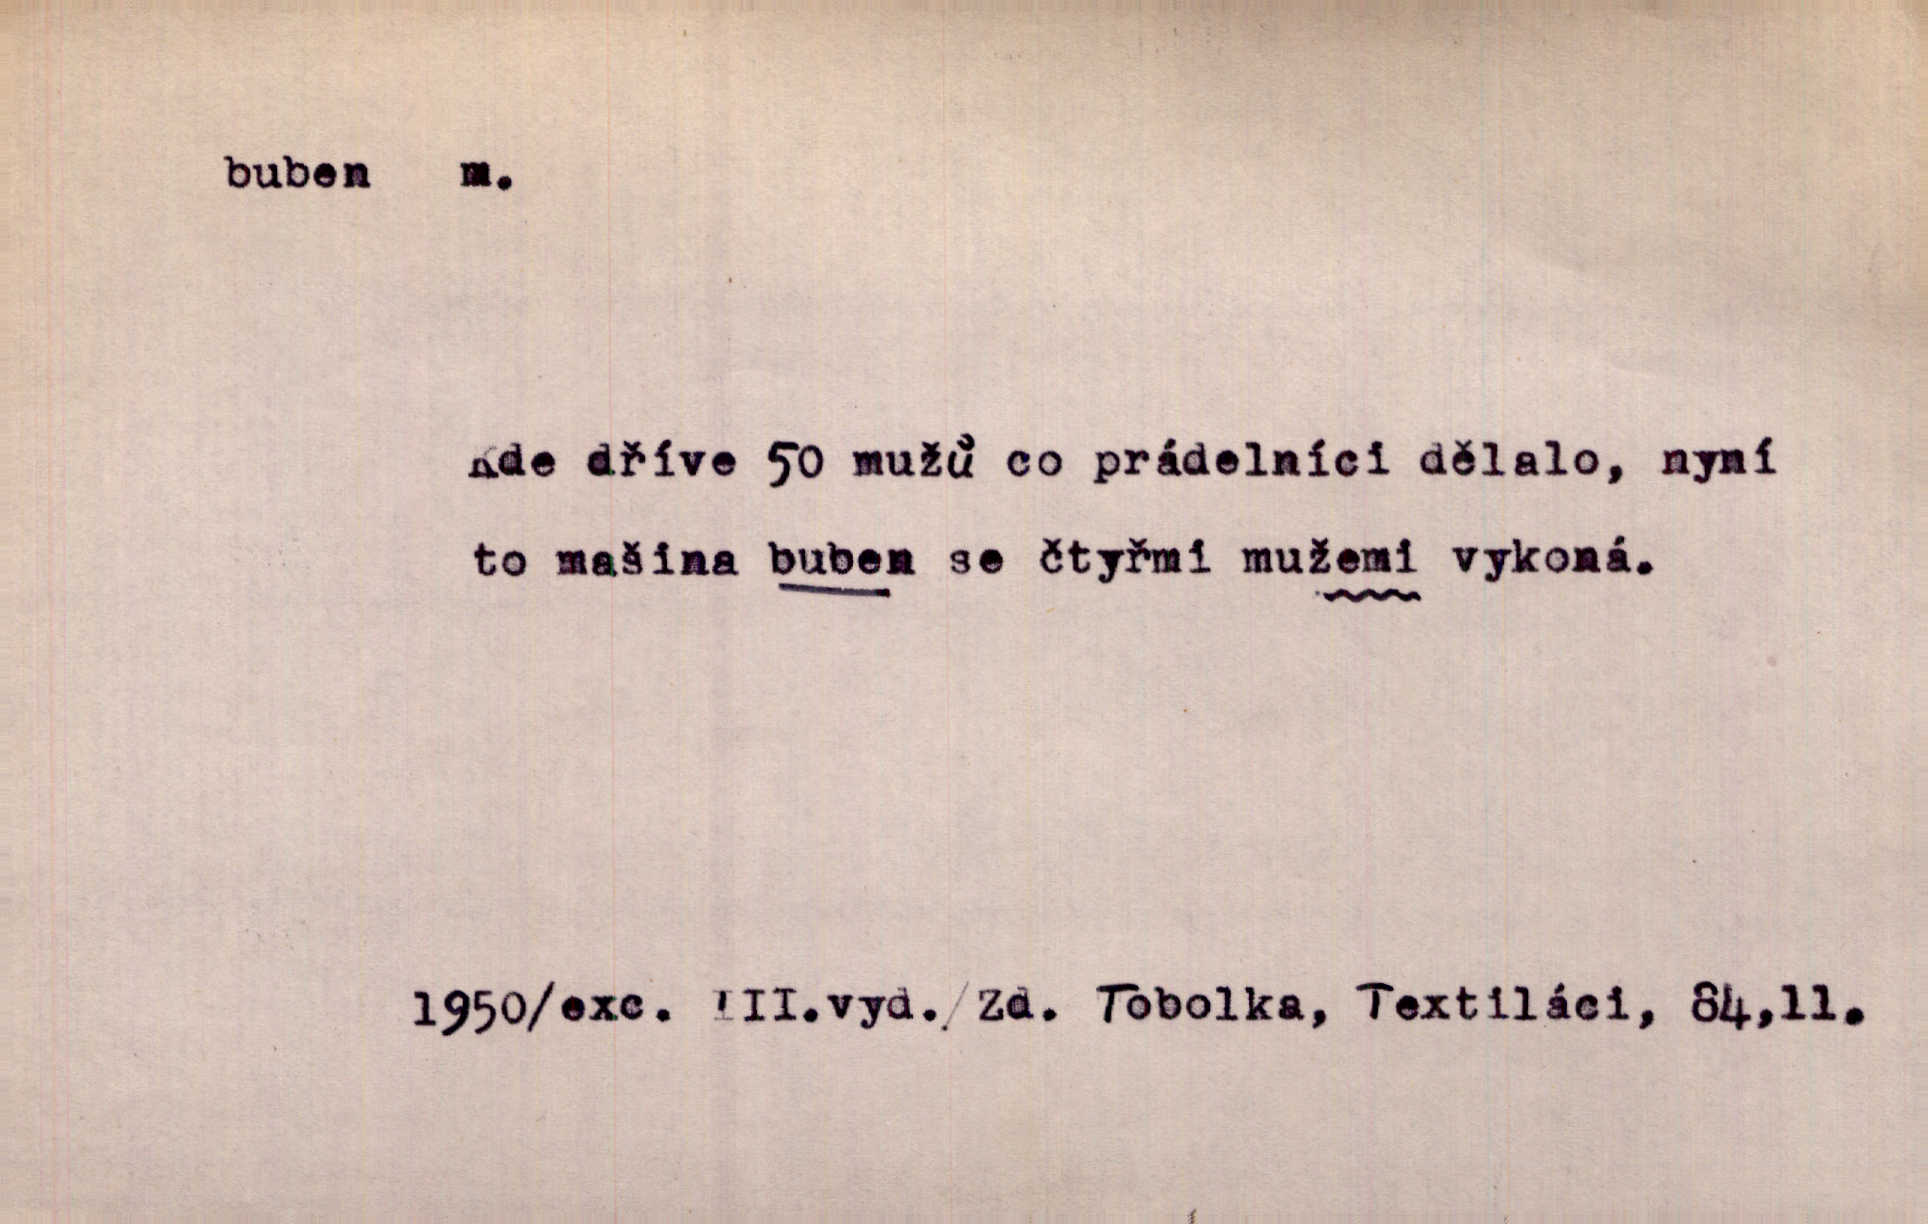 buben m.
Kde dříve 50 mužů co prádelníci dělalo, nyní
to mašina buben se čtyřmi mužemi vykoná.
1950/exc. III.vyd./Zd. Tobolka, Textiláci, 84,11.